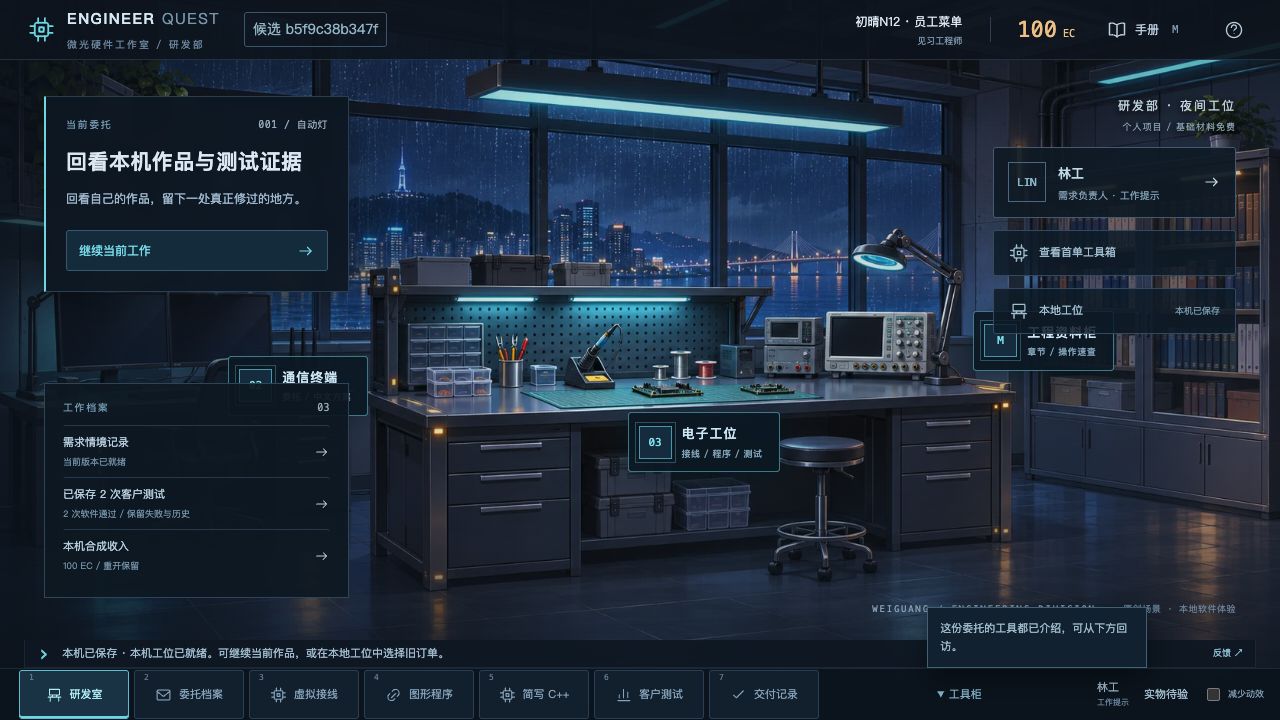 ENGINEER QUEST
微光硬件工作室 / 研发部
候选 b5f9c38b347f
初晴N12 · 员工菜单
见习工程师
100 EC
手册 M
当前委托
001 / 自动灯
回看本机作品与测试证据
回看自己的作品，留下一处真正修过的地方。
继续当前工作
研发部 · 夜间工位
个人项目 / 基础材料免费
LIN
林工
需求负责人 · 工作提示
查看首单工具箱
本地工位
本机已保存
M
工程资料柜
章节 / 操作速查
通信终端
工作档案
03
需求情境记录
当前版本已就绪
已保存 2 次客户测试
2 次软件通过 / 保留失败与历史
本机合成收入
100 EC / 重开保留
03
电子工位
接线 / 程序 / 测试
WEIGUANG / ENGINEERING DIVISION
场景 · 本地软件体验
这份委托的工具都已介绍，可从下方回访。
本机已保存 · 本机工位已就绪。可继续当前作品，或在本地工位中选择旧订单。
反馈 ↗
1 研发室
2 委托档案
3 虚拟接线
4 图形程序
5 简写 C++
6 客户测试
7 交付记录
▼ 工具柜
林工
工作提示
实物待验
减少动效